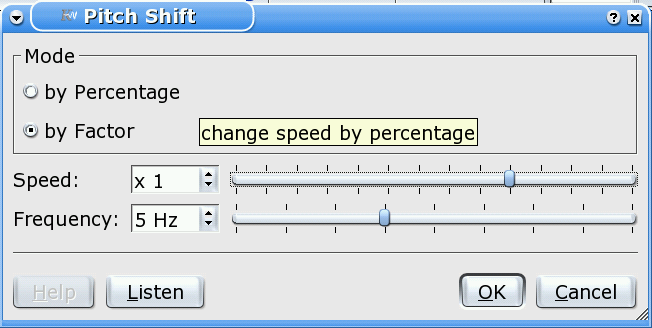 Pitch Shift
Mode
by Percentage
by Factor
change speed by percentage
Speed: x 1
Frequency: 5 Hz
Help Listen OK Cancel